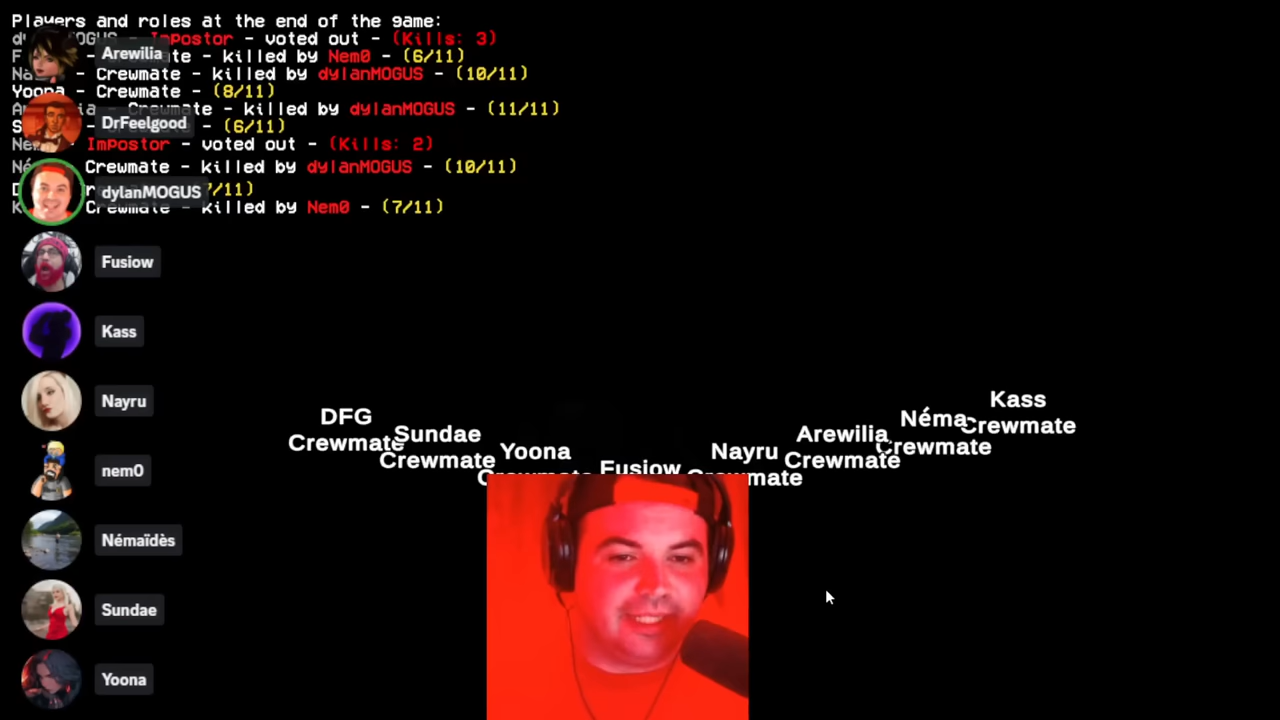 Players and roles at the end of the game:
Impostor - voted out - (Kills: 3)
- killed by Nem0 - (6/11)
- Crewmate - killed by dylanMOGUS - (10/11)
Yoona - Crewmate - (8/11)
- Crewmate - killed by dylanMOGUS - (11/11)
- (6/11)
Impostor - voted out - (Kills: 2)
Crewmate - killed by dylanMOGUS - (10/11)
Crewmate - killed by Nem0 - (7/11)
Arewilia
DrFeelgood
dylanMOGUS
Fusiow
Kass
Nayru
nem0
Némaïdès
Sundae
Yoona
DFG
Crewmate
Sundae
Crewmate
Yoona
Fusiow
Nayru
Arewilia
Crewmate
Néma
Crewmate
Kass
Crewmate